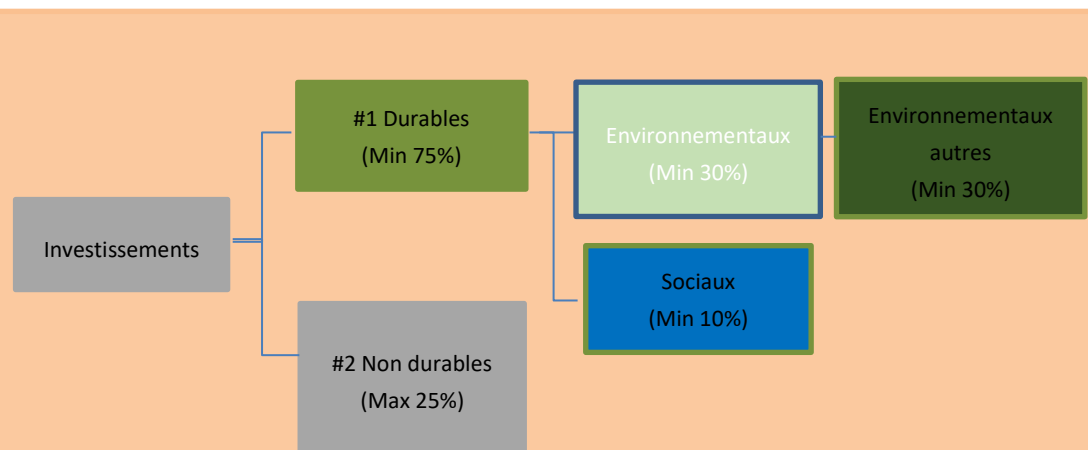 Investissements
#1 Durables
(Min 75%)
#2 Non durables
(Max 25%)
Environnementaux
(Min 30%)
Sociaux
(Min 10%)
Environnementaux
autres
(Min 30%)